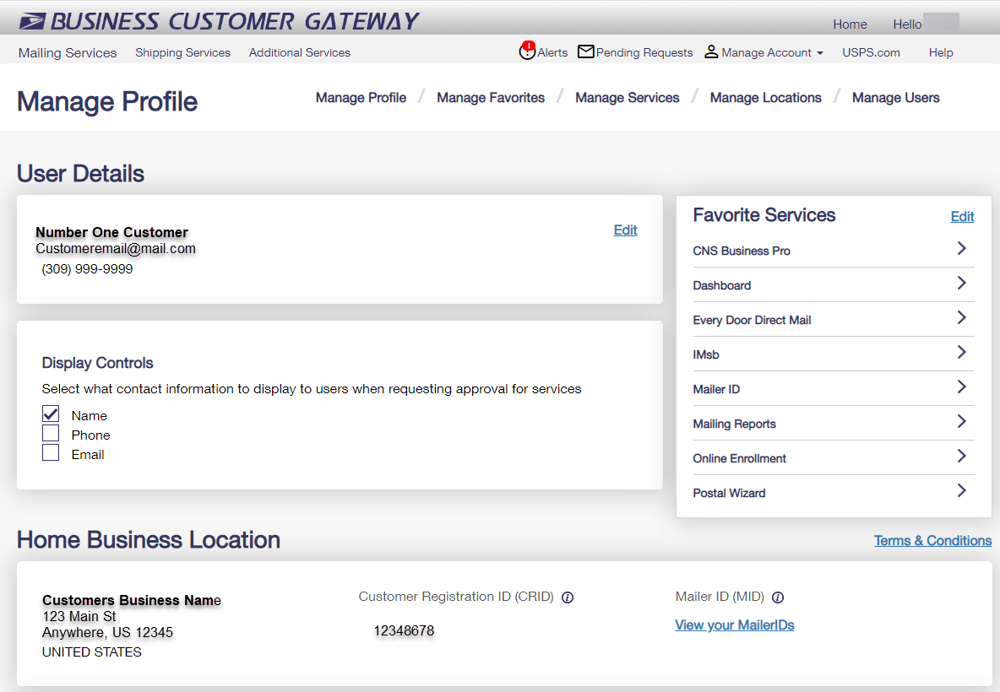 BUSINESS CUSTOMER GATEWAY
Home Hello
Mailing Services Shipping Services Additional Services ! Alerts Pending Requests Manage Account USPS.com Help
Manage Profile
Manage Profile / Manage Favorites / Manage Services / Manage Locations / Manage Users
User Details
Number One Customer
Customeremail@mail.com
(309) 999-9999
Edit
Favorite Services
Edit
CNS Business Pro
Dashboard
Every Door Direct Mail
IMsb
Mailer ID
Mailing Reports
Online Enrollment
Postal Wizard
Display Controls
Select what contact information to display to users when requesting approval for services
Name
Phone
Email
Home Business Location
Terms & Conditions
Customers Business Name
123 Main St
Anywhere, US 12345
UNITED STATES
Customer Registration ID (CRID) i
12348678
Mailer ID (MID) i
View your MailerIDs